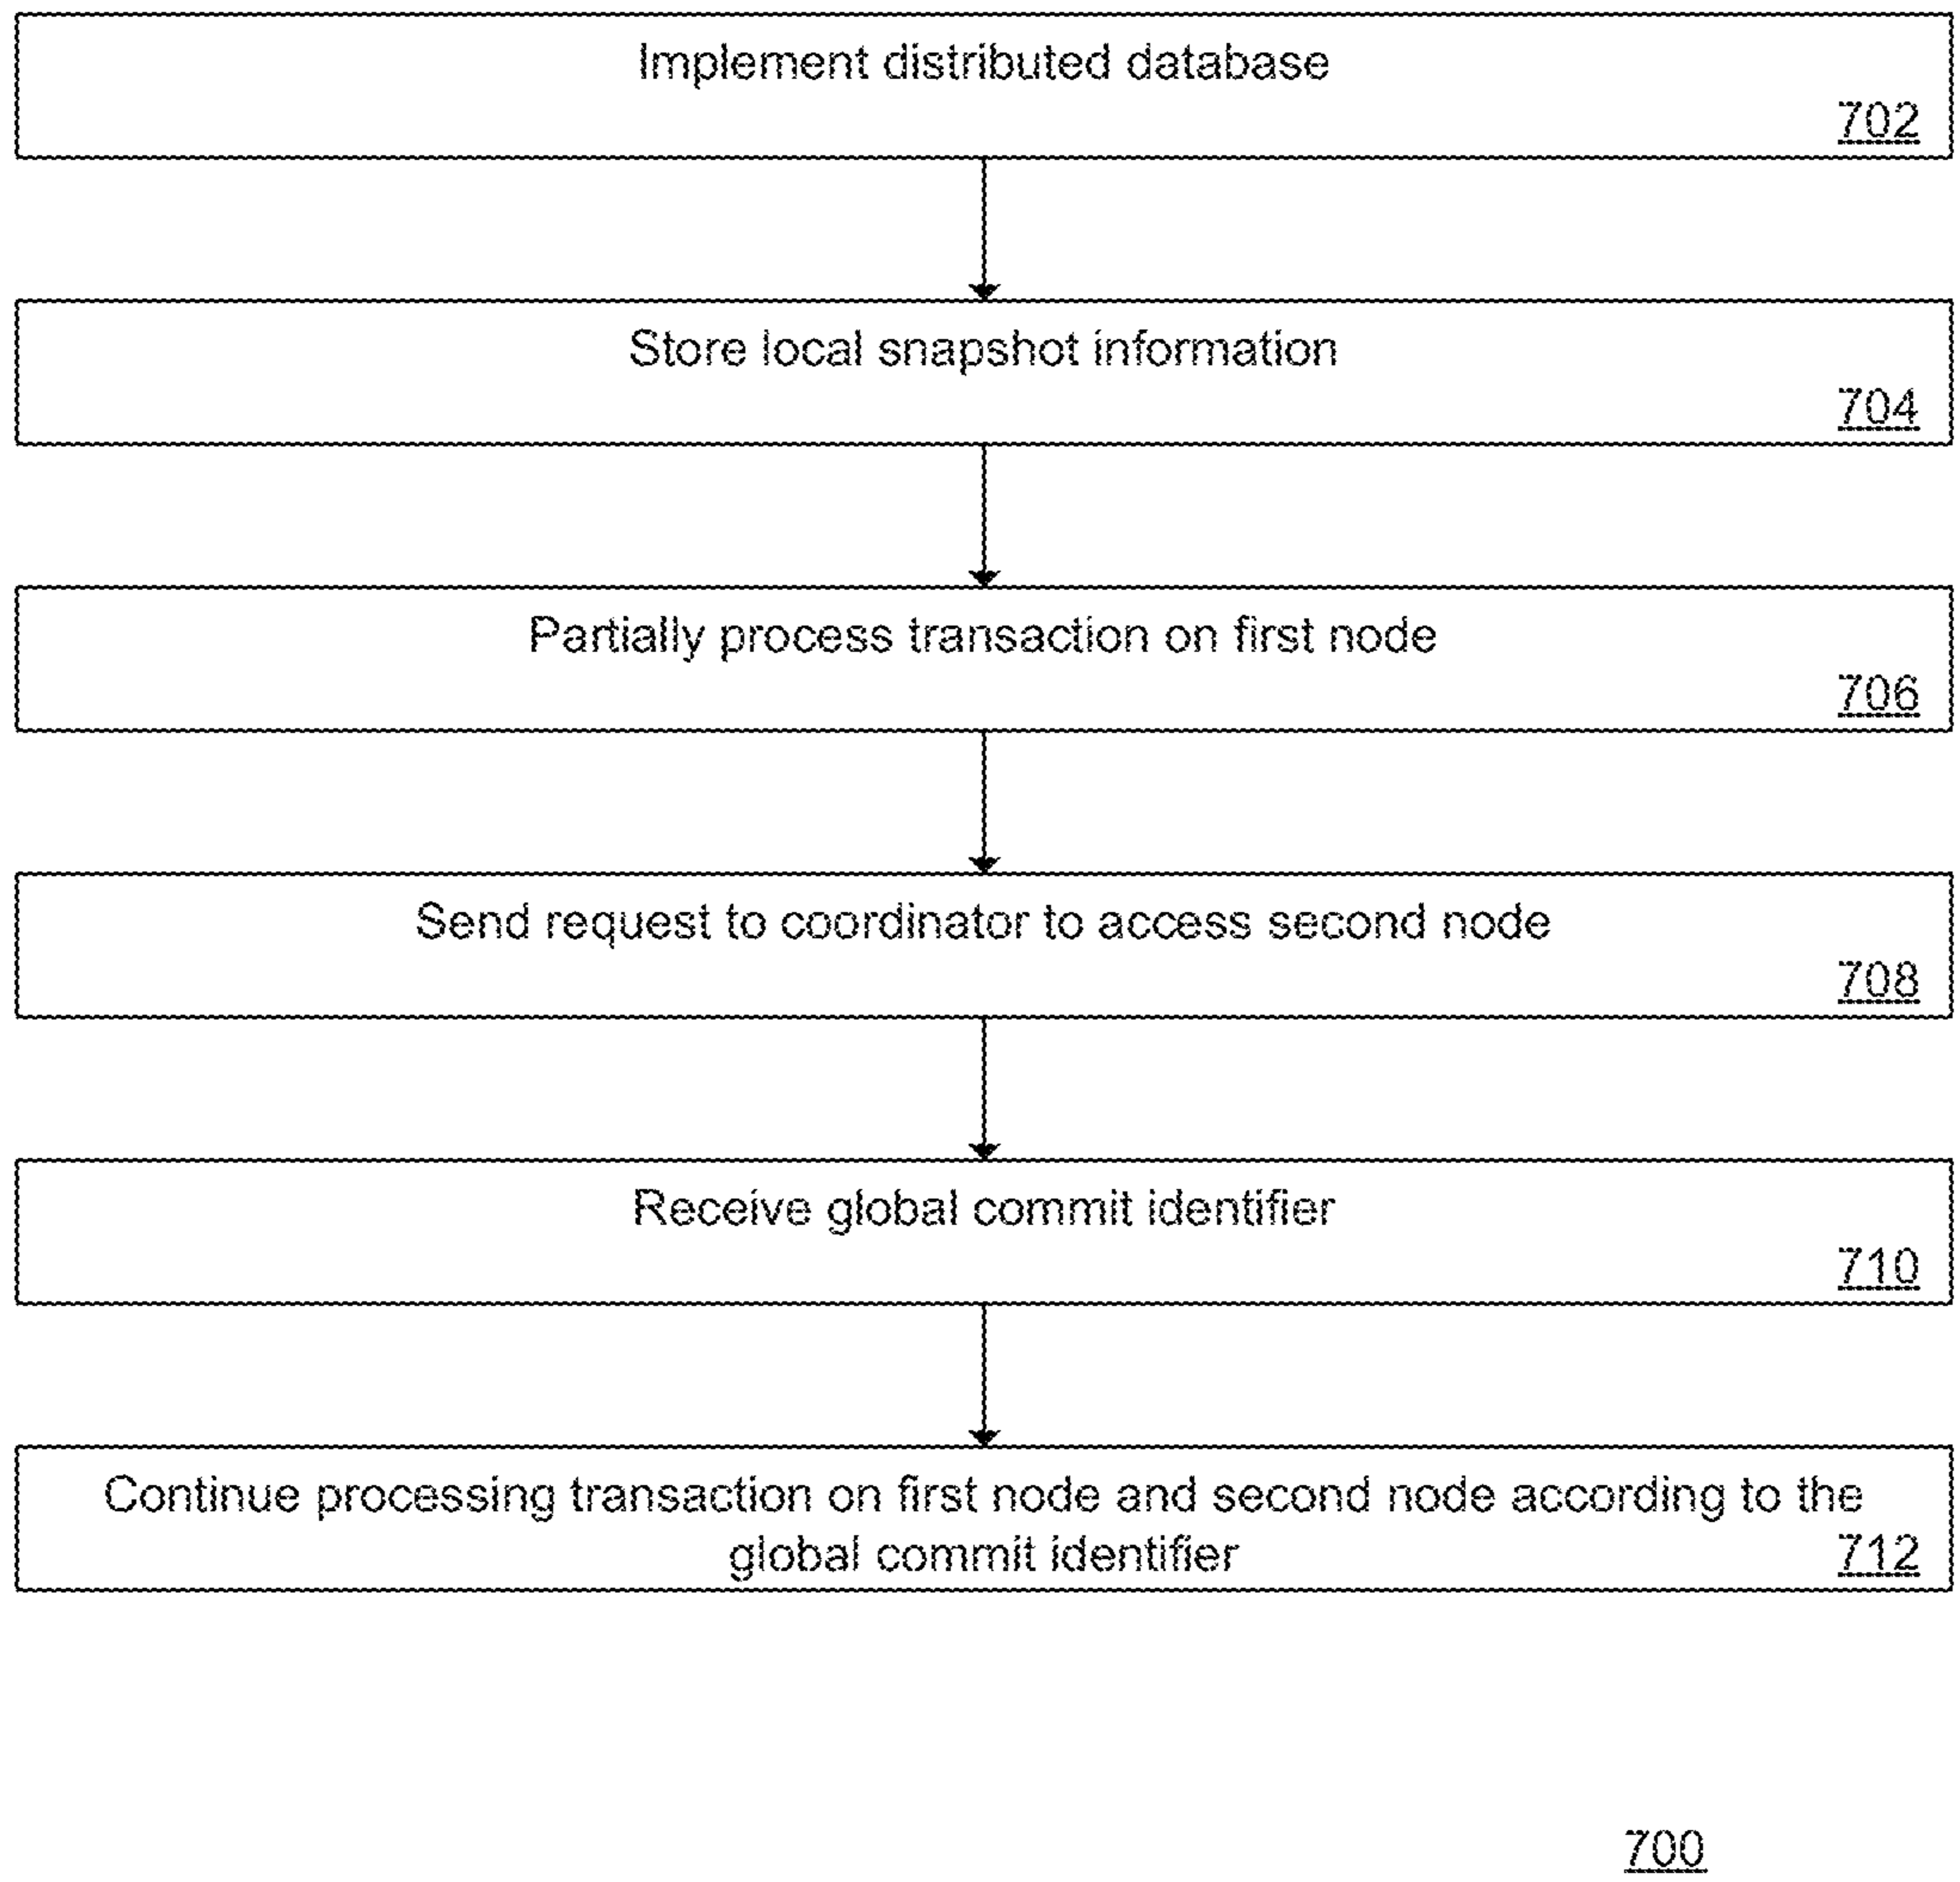 Implement distributed database
702
Store local snapshot information
704
Partially process transaction on first node
706
Send request to coordinator to access second node
708
Receive global commit identifier
710
Continue processing transaction on first node and second node according to the
global commit identifier
712
700